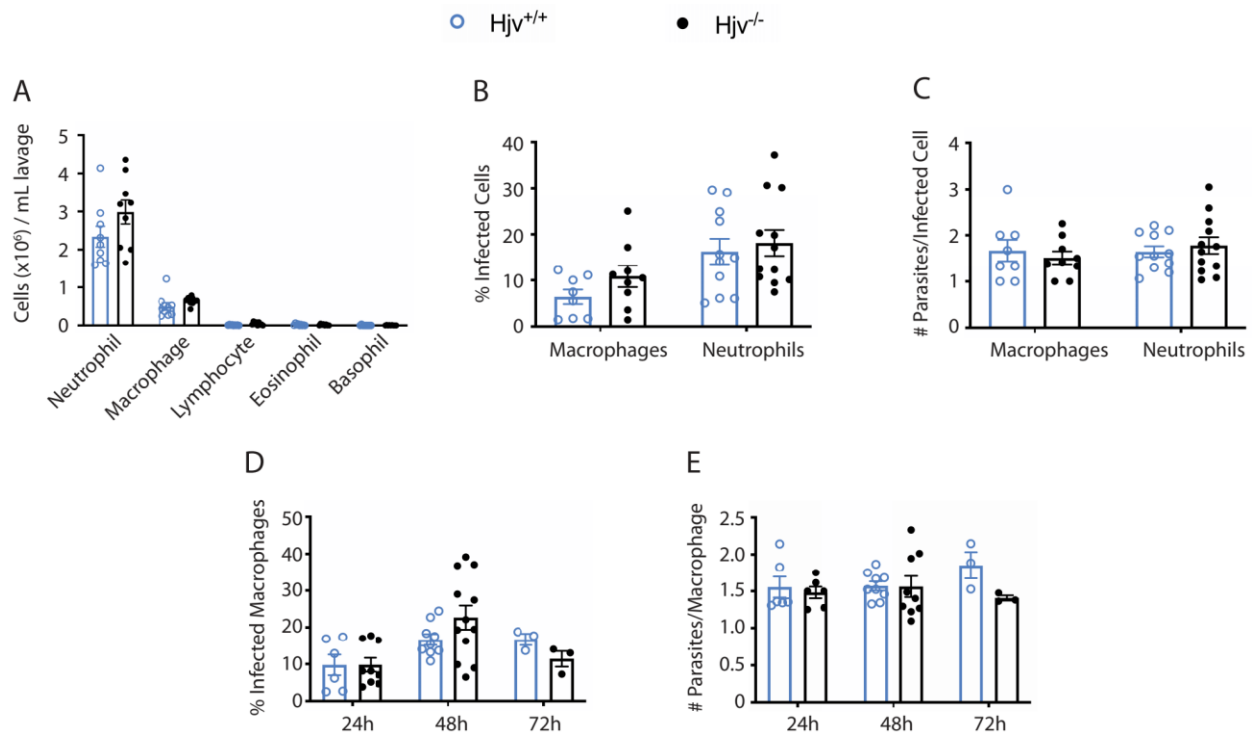 Hjv+/+ Hjv-/-
A
Cells (x10⁶) / mL lavage
5
4
3
2
1
0
Neutrophil
Macrophage
Lymphocyte
Eosinophil
Basophil
B
% Infected Cells
40
30
20
10
0
Macrophages Neutrophils
C
# Parasites/Infected Cell
4
3
2
1
0
Macrophages Neutrophils
D
% Infected Macrophages
50
40
30
20
10
0
24h 48h 72h
E
# Parasites/Macrophage
2.5
2.0
1.5
1.0
0.5
0
24h 48h 72h